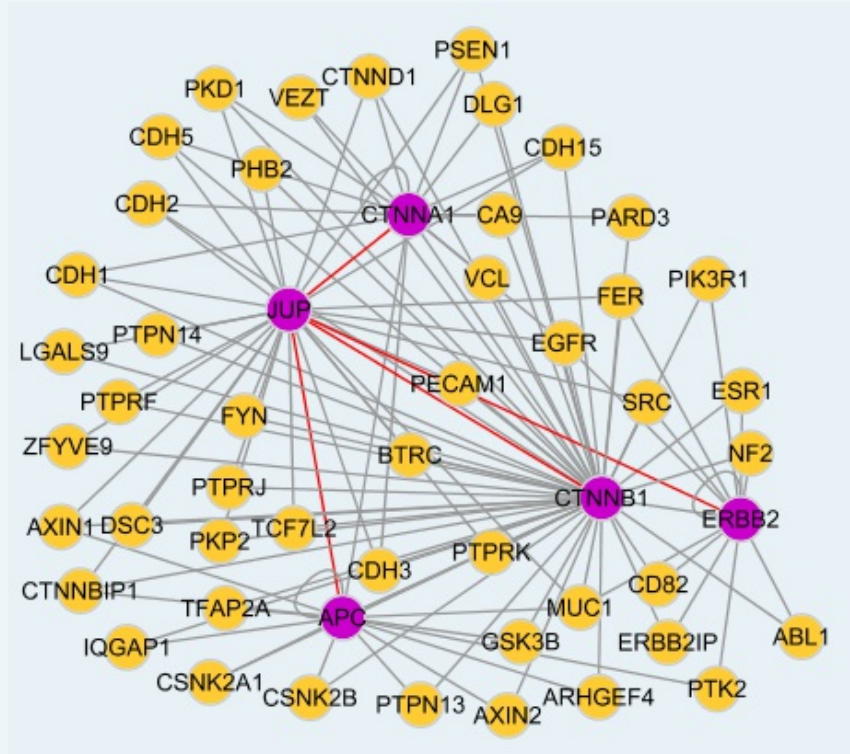 PSEN1
CTNND1
PKD1
VEZT
DLG1
CDH5
CDH15
PHB2
CDH2
CTNNA1
CA9
PARD3
CDH1
VCL
PIK3R1
FER
JUP
PTPN14
EGFR
LGALS9
PECAM1
ESR1
PTPRF
SRC
FYN
ZFYVE9
BTRC
NF2
PTPRJ
CTNNB1
ERBB2
AXIN1
DSC3
TCF7L2
PKP2
PTPRK
CDH3
CTNNBIP1
CD82
TFAP2A
MUC1
APC
IQGAP1
GSK3B
ERBB2IP
ABL1
CSNK2A1
CSNK2B
PTPN13
ARHGEF4
PTK2
AXIN2